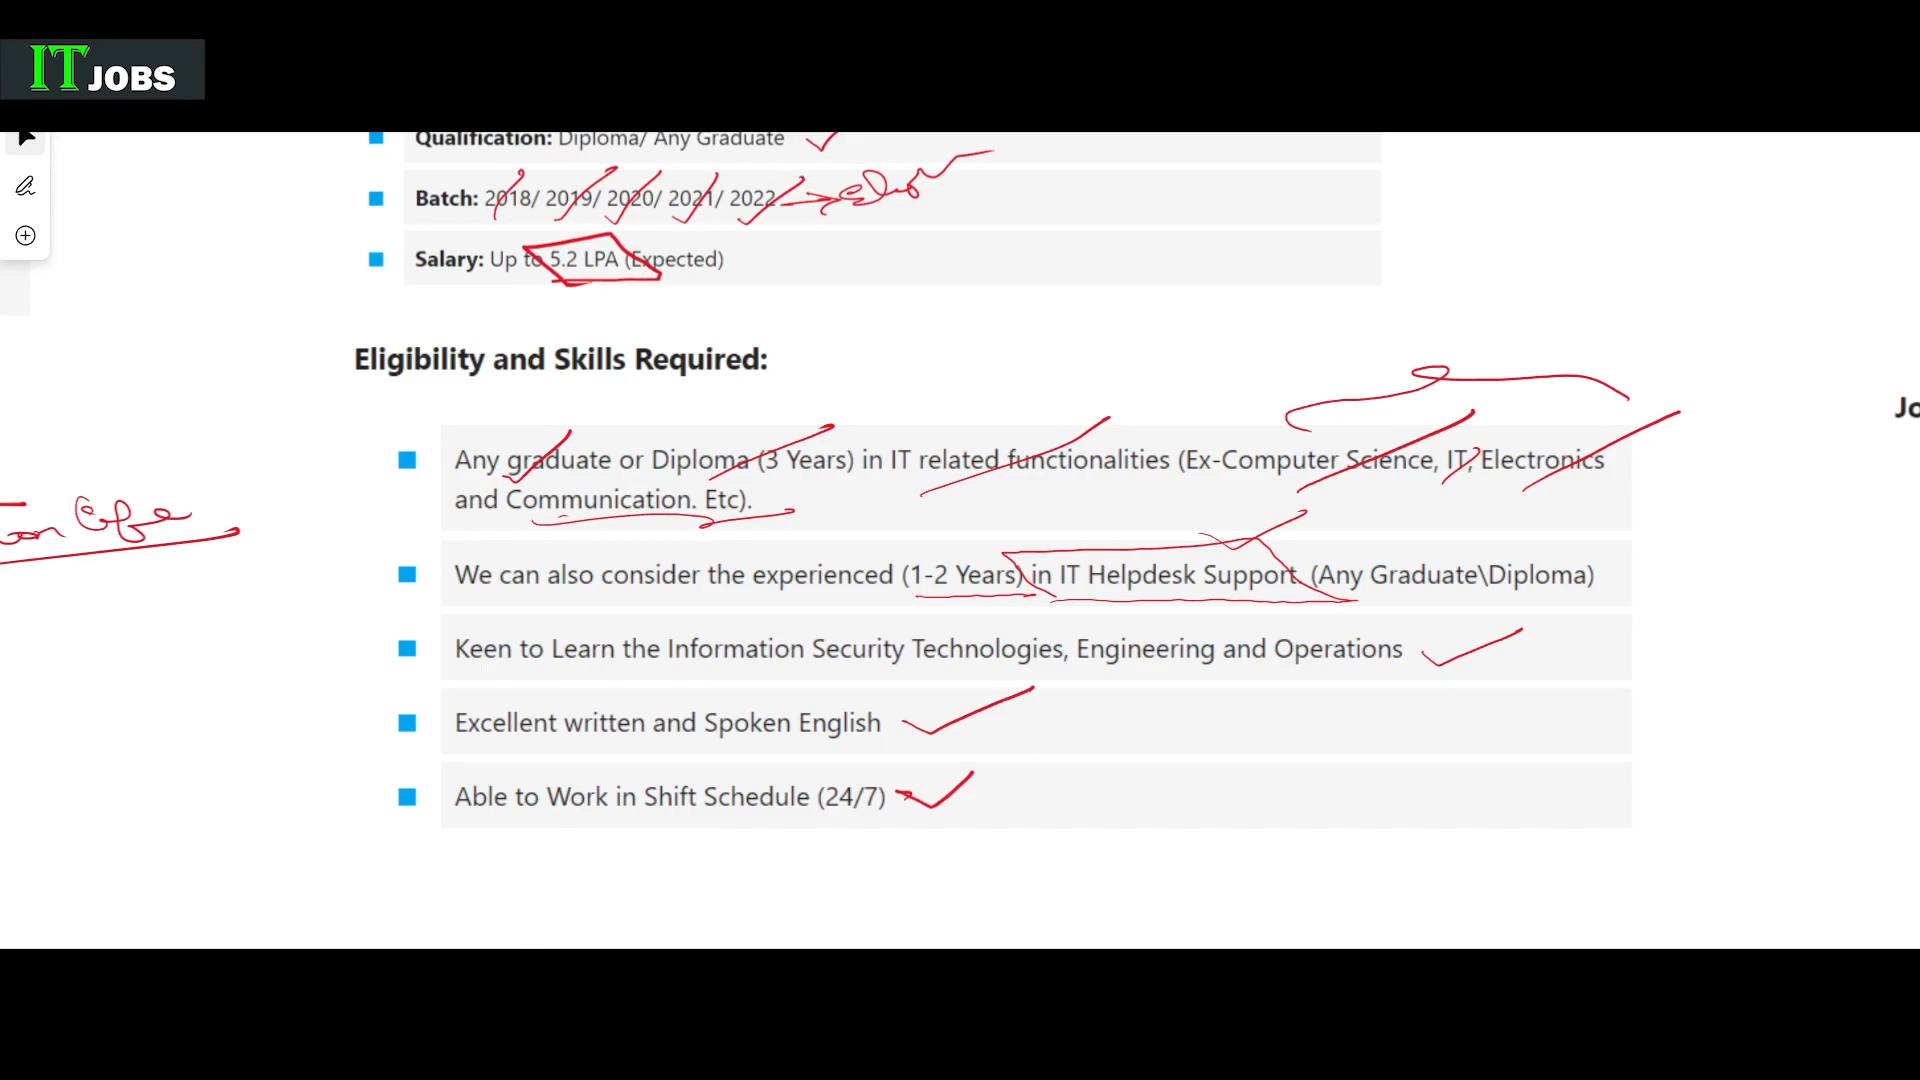 IT JOBS
Qualification: Diploma/ Any Graduate
Batch: 2018/ 2019/ 2020/ 2021/ 2022
Salary: Up to 5.2 LPA (Expected)
Eligibility and Skills Required:
Jo
Any graduate or Diploma (3 Years) in IT related functionalities (Ex-Computer Science, IT, Electronics
and Communication. Etc).
We can also consider the experienced (1-2 Years) in IT Helpdesk Support. (Any Graduate\Diploma)
Keen to Learn the Information Security Technologies, Engineering and Operations
Excellent written and Spoken English
Able to Work in Shift Schedule (24/7)